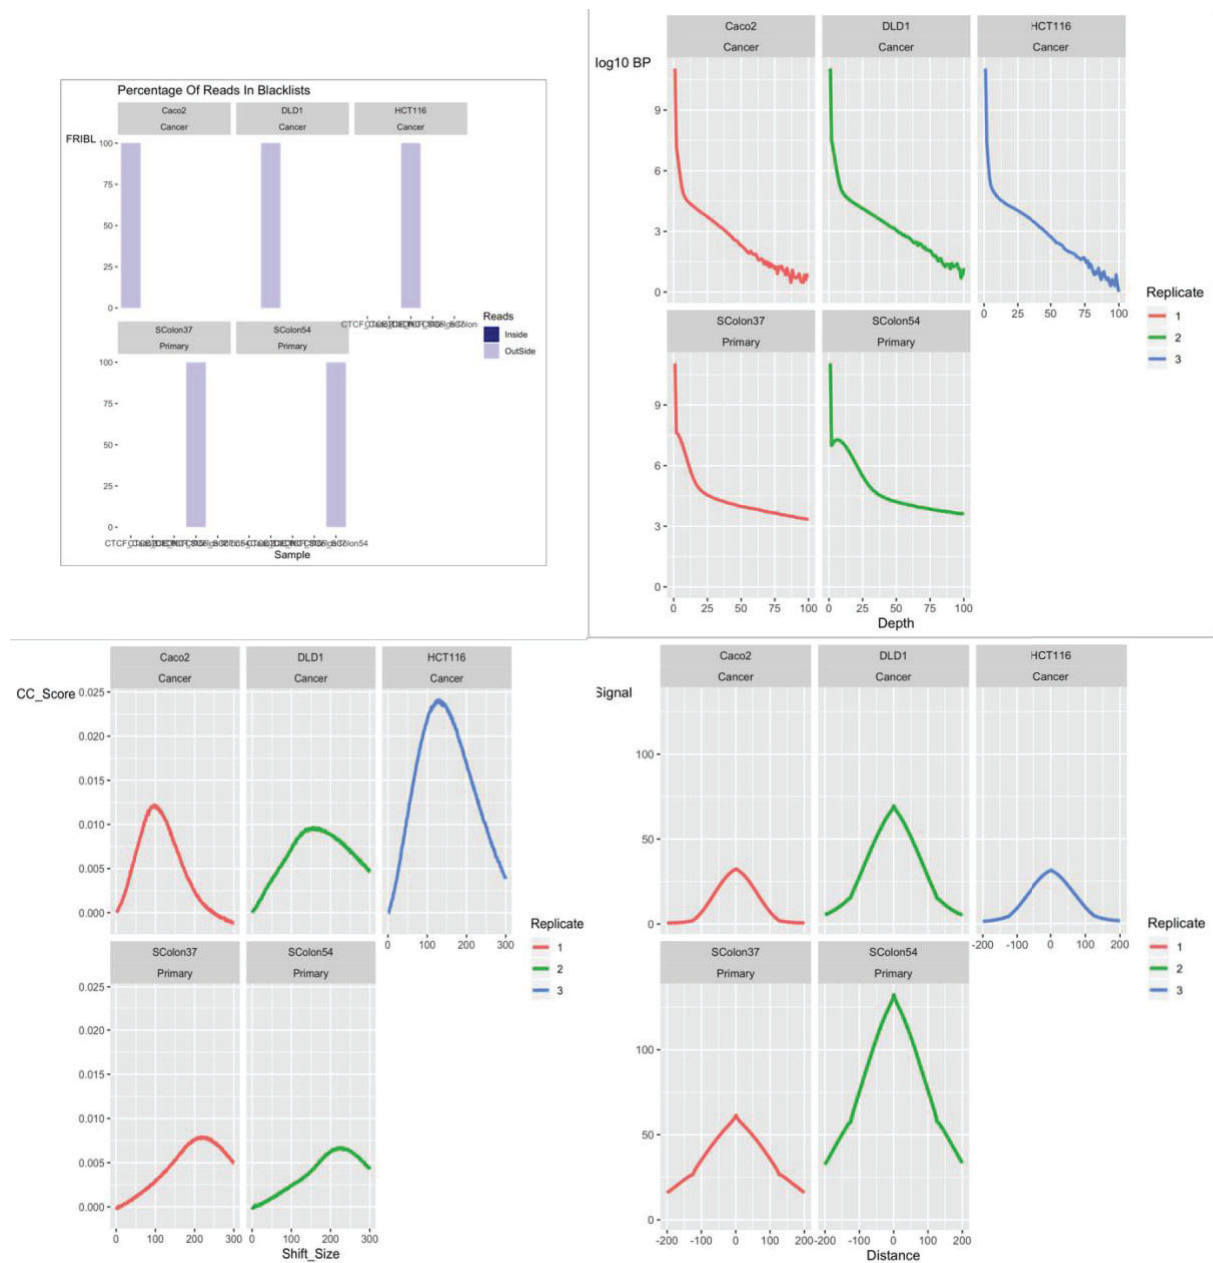 Percentage Of Reads In Blacklists
Caco2 DLD1 HCT116
Cancer Cancer Cancer
FRIBL
100
75
50
25
0
SColon37 SColon54
Primary Primary
100
75
50
25
0
Sample
Reads
Inside
OutSide
Caco2 DLD1 HCT116
Cancer Cancer Cancer
log10 BP
9
6
3
0
0 25 50 75 100
SColon37 SColon54
Primary Primary
9
6
3
0
0 25 50 75 100 0 25 50 75 100
Depth
Replicate
1
2
3
Caco2 DLD1 HCT116
Cancer Cancer Cancer
CC_Score 0.025
0.020
0.015
0.010
0.005
0.000
0 100 200 300
SColon37 SColon54
Primary Primary
0.025
0.020
0.015
0.010
0.005
0.000
0 100 200 300 0 100 200 300
Shift_Size
Replicate
1
2
3
Caco2 DLD1 HCT116
Cancer Cancer Cancer
Signal
100
50
0
-200 -100 0 100 200
SColon37 SColon54
Primary Primary
100
50
0
-200 -100 0 100 200 -200 -100 0 100 200
Distance
Replicate
1
2
3